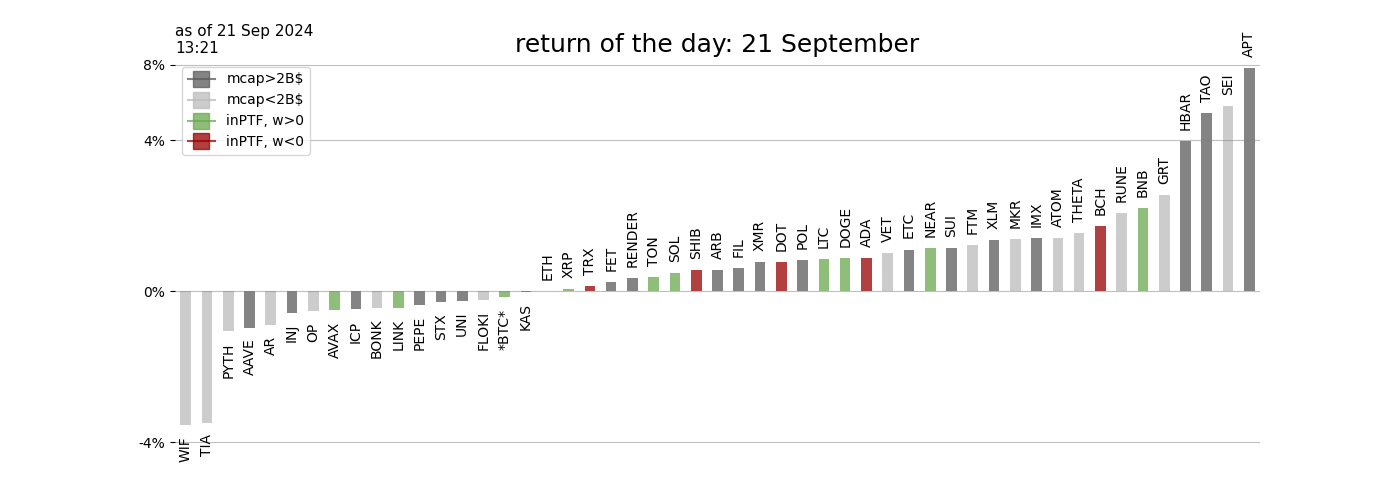 as of 21 Sep 2024
13:21
return of the day: 21 September
8%
4%
0%
-4%
mcap>2B$
mcap<2B$
inPTF, w>0
inPTF, w<0
WIF
TIA
PYTH
AAVE
AR
INJ
OP
AVAX
ICP
BONK
LINK
PEPE
STX
UNI
FLOKI
*BTC*
KAS
ETH
XRP
TRX
FET
RENDER
TON
SOL
SHIB
ARB
FIL
XMR
DOT
POL
LTC
DOGE
ADA
VET
ETC
NEAR
SUI
FTM
XLM
MKR
IMX
ATOM
THETA
BCH
RUNE
BNB
GRT
HBAR
TAO
SEI
APT